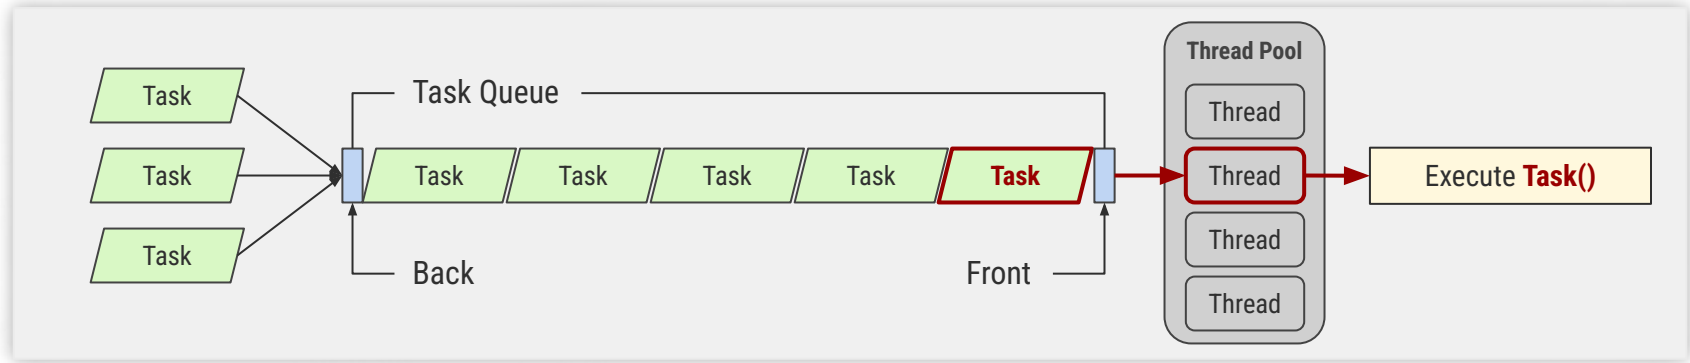 Task
Task
Task
Task Queue
Task
Task
Task
Task
Task
Back
Front
Thread Pool
Thread
Thread
Thread
Thread
Execute Task()